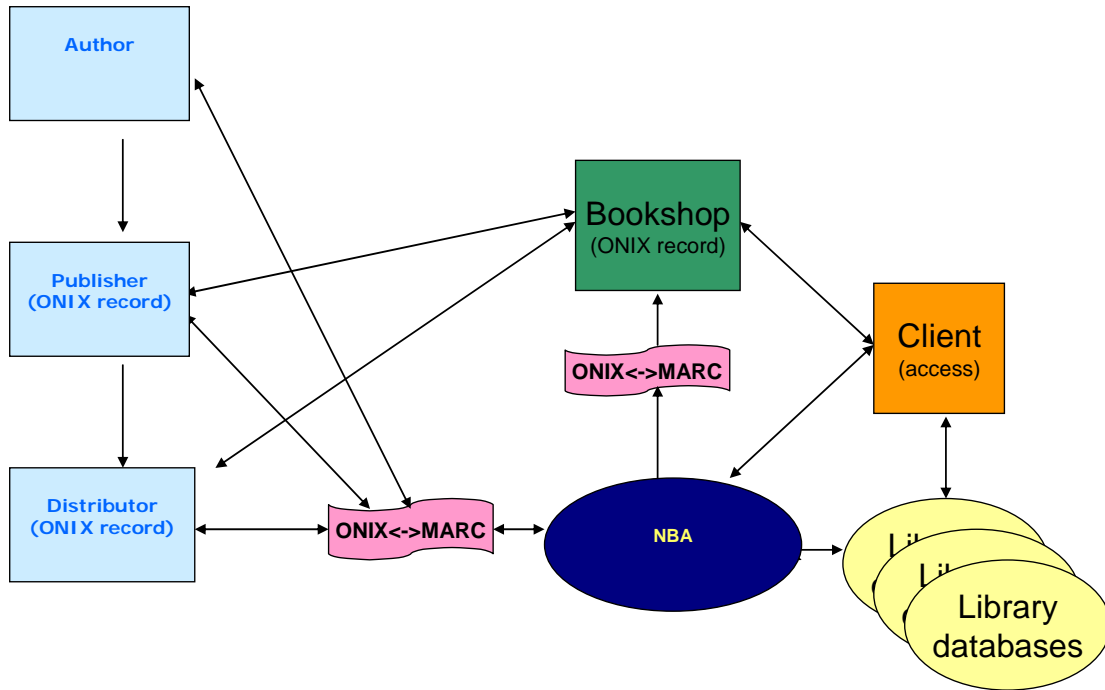 Author
Bookshop
(ONIX record)
Publisher
(ONIX record)
Client
(access)
ONIX<->MARC
Distributor
(ONIX record)
ONIX<->MARC
NBA
Library
databases